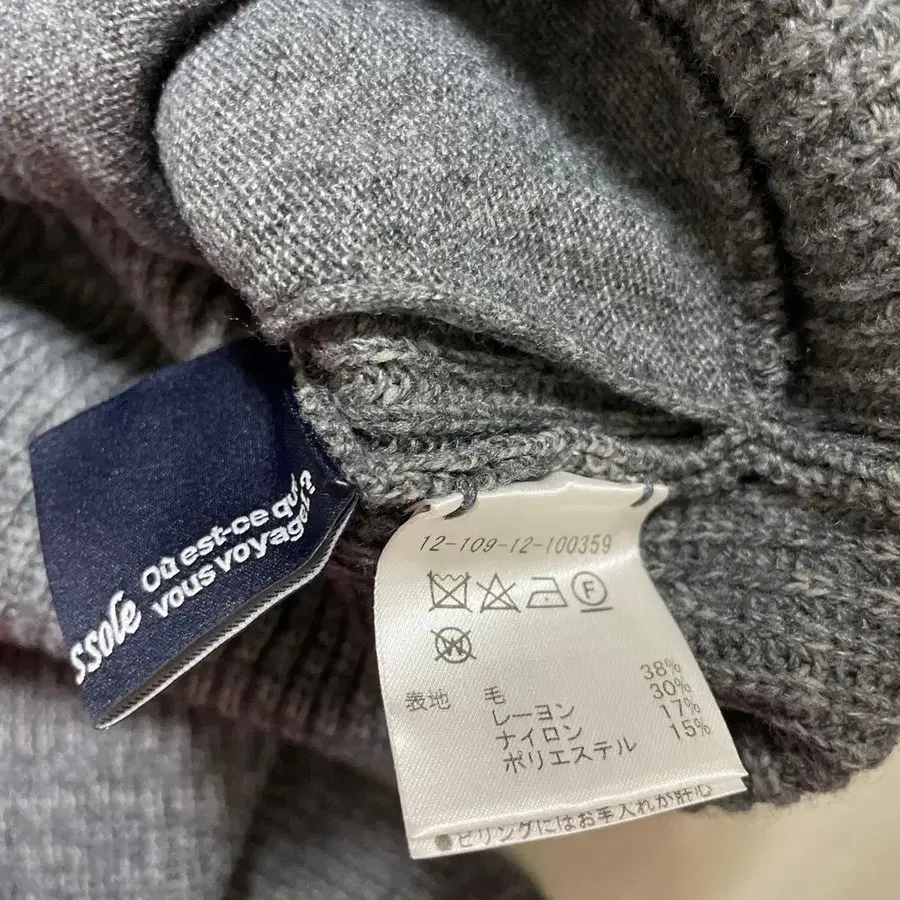 ssole
Où est-ce qu
vous voyage?
12-109-12-100359
F
W
表地 毛 38%
レーヨン 30%
ナイロン 17%
ポリエステル 15%
●ピリングにはお手入れが肝心